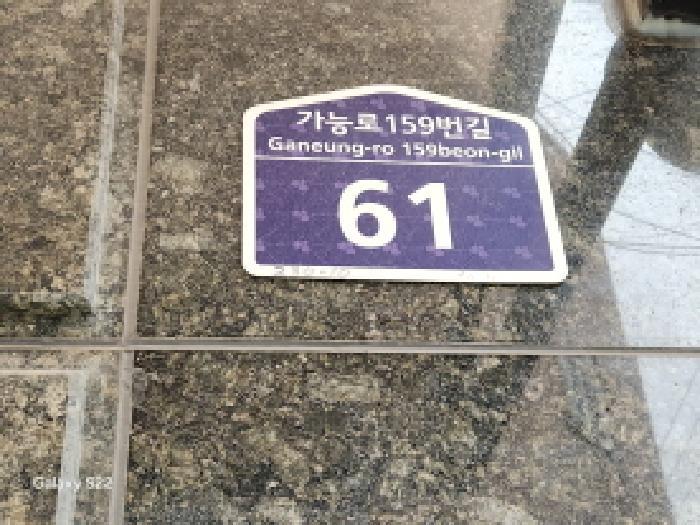 가능로159번길
Ganeung-ro 159beon-gil
61
Galaxy S22